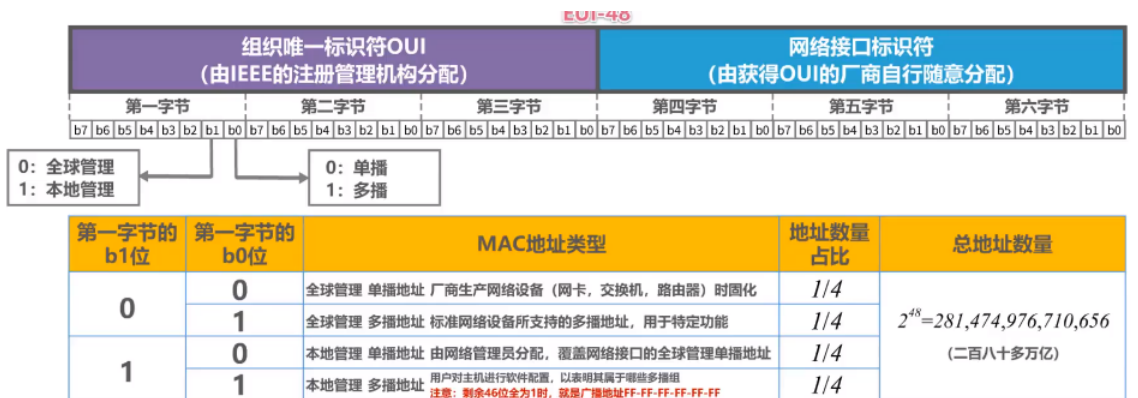 EUI-48
组织唯一标识符OUI
(由IEEE的注册管理机构分配)
网络接口标识符
(由获得OUI的厂商自行随意分配)
第一字节 第二字节 第三字节 第四字节 第五字节 第六字节
b7 b6 b5 b4 b3 b2 b1 b0 b7 b6 b5 b4 b3 b2 b1 b0 b7 b6 b5 b4 b3 b2 b1 b0 b7 b6 b5 b4 b3 b2 b1 b0 b7 b6 b5 b4 b3 b2 b1 b0 b7 b6 b5 b4 b3 b2 b1 b0
0：全球管理
1：本地管理
0：单播
1：多播
第一字节的
b1位
第一字节的
b0位
MAC地址类型
地址数量
占比
总地址数量
0
0
全球管理 单播地址 厂商生产网络设备（网卡，交换机，路由器）时固化
1/4
1
全球管理 多播地址 标准网络设备所支持的多播地址，用于特定功能
1/4
1
0
本地管理 单播地址 由网络管理员分配，覆盖网络接口的全球管理单播地址
1/4
1
本地管理 多播地址 用户对主机进行软件配置，以表明其属于哪些多播组
注意：剩余46位全为1时，就是广播地址FF-FF-FF-FF-FF-FF
1/4
2^48=281,474,976,710,656
(二百八十多万亿)